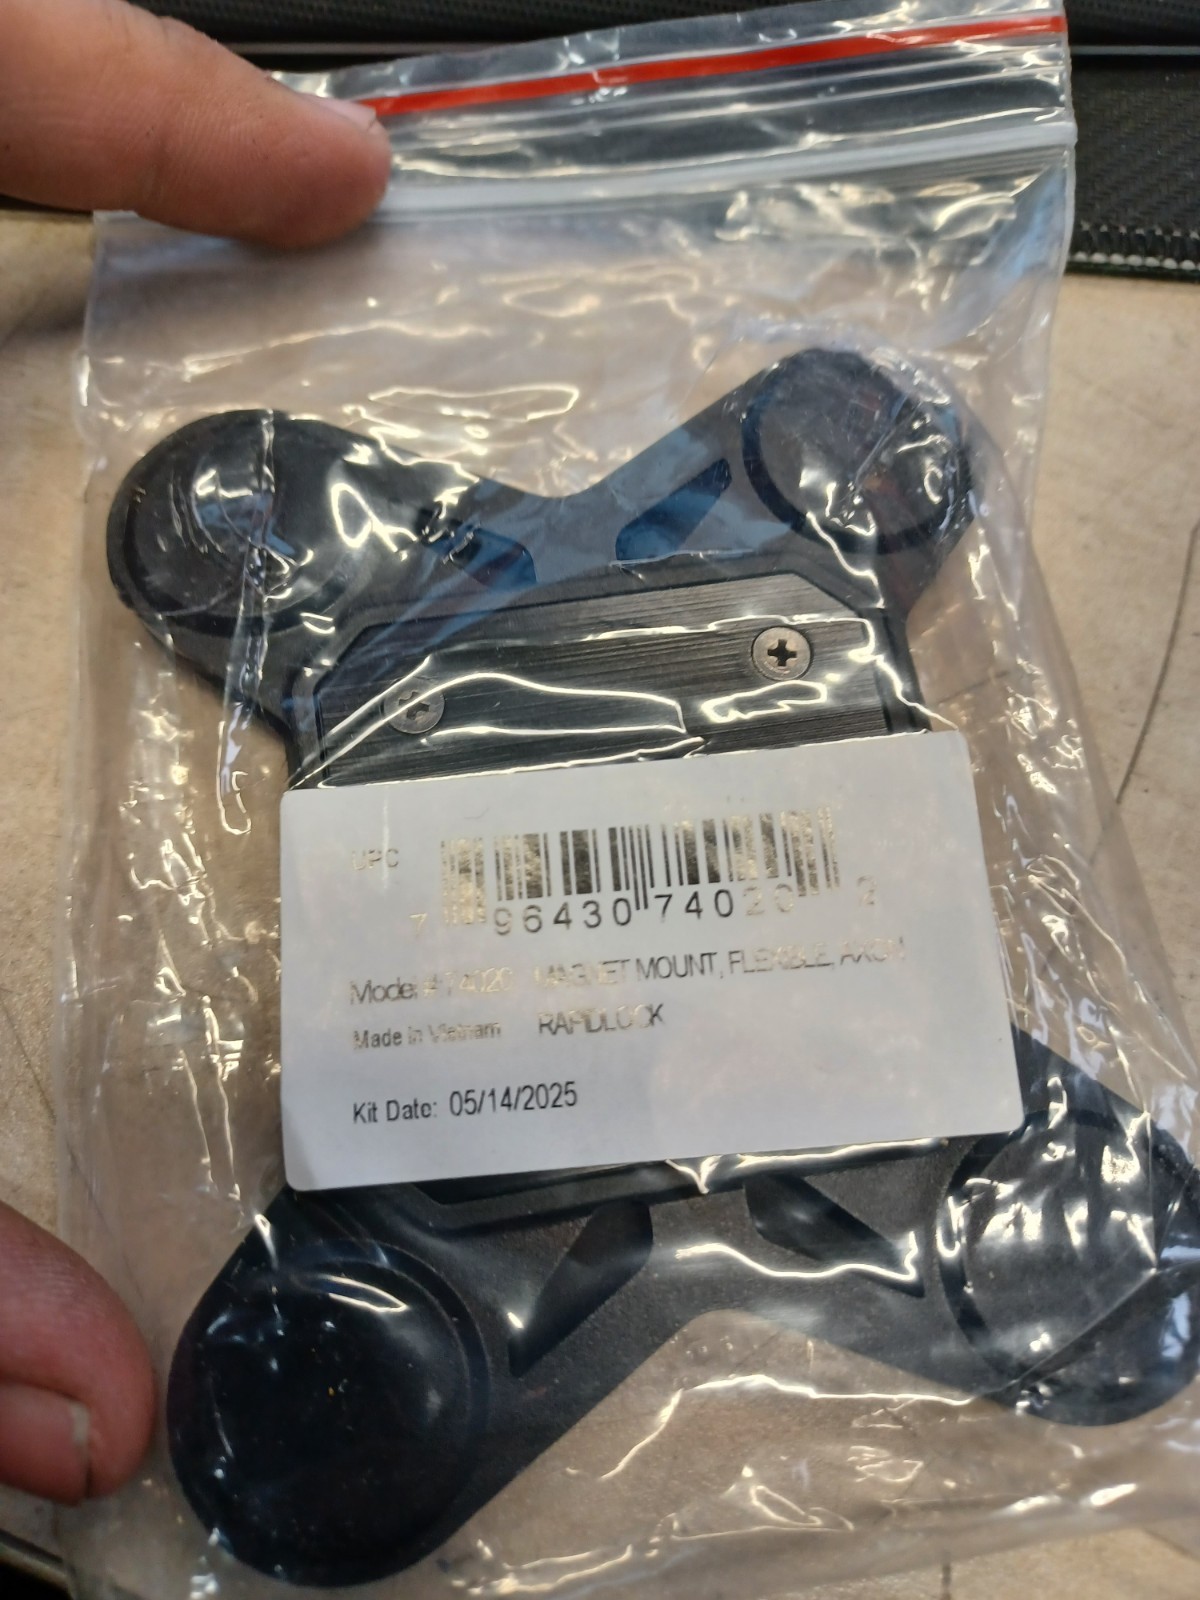 UPC
7 96430 74020 2
Model # 74020 MAGNET MOUNT, FLEXIBLE, AXON
Made in Vietnam RAPIDLOCK
Kit Date: 05/14/2025